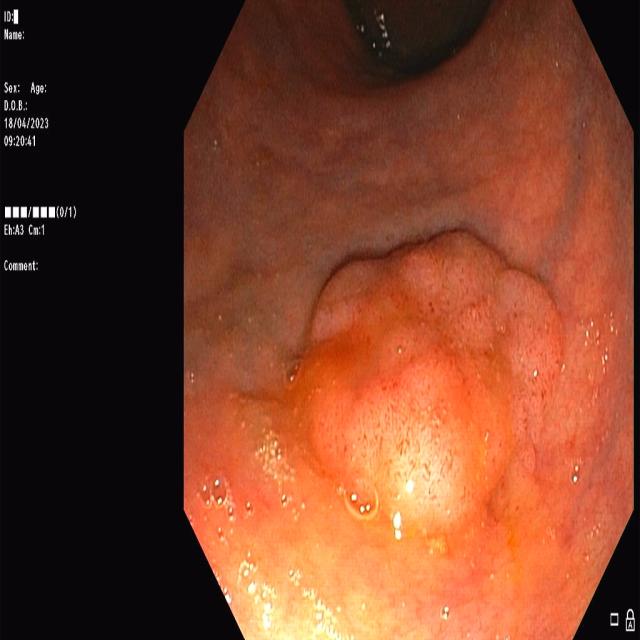 ID:
Name:
Sex: Age:
D.O.B.:
18/04/2023
09:20:41
■■■/■■■(0/1)
Eh:A3 Cm:1
Comment:
A